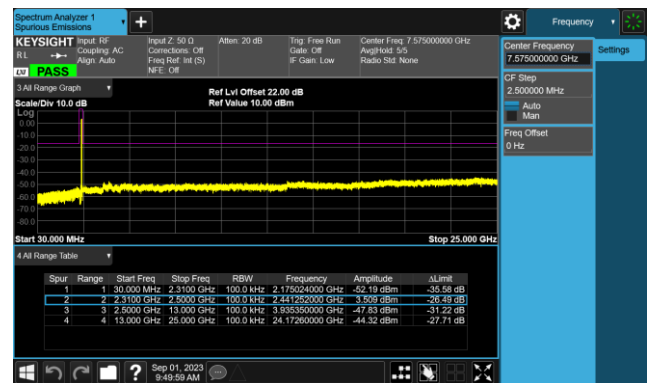 Spectrum Analyzer 1
Spurious Emissions
Frequency
KEYSIGHT Input: RF Input Z: 50 Ω Atten: 20 dB Trig: Free Run Center Freq: 7.575000000 GHz
RL Coupling: AC Corrections: Off Gate: Off Avg|Hold: 5/5
Align: Auto Freq Ref: Int (S) IF Gain: Low Radio Std: None
LXI PASS NFE: Off
Center Frequency
7.575000000 GHz
Settings
CF Step
2.500000 MHz
Auto
Man
Freq Offset
0 Hz
3 All Range Graph
Ref Lvl Offset 22.00 dB
Scale/Div 10.0 dB Ref Value 10.00 dBm
Log
0.00
-10.0
-20.0
-30.0
-40.0
-50.0
-60.0
-70.0
-80.0
Start 30.000 MHz Stop 25.000 GHz
4 All Range Table
Spur Range Start Freq Stop Freq RBW Frequency Amplitude ΔLimit
1 1 30.000 MHz 2.3100 GHz 100.0 kHz 2.175024000 GHz -52.19 dBm -35.58 dB
2 2 2.3100 GHz 2.5000 GHz 100.0 kHz 2.441252000 GHz 3.509 dBm -26.49 dB
3 3 2.5000 GHz 13.000 GHz 100.0 kHz 3.935350000 GHz -47.83 dBm -31.22 dB
4 4 13.000 GHz 25.000 GHz 100.0 kHz 24.17260000 GHz -44.32 dBm -27.71 dB
? Sep 01, 2023
9:49:59 AM